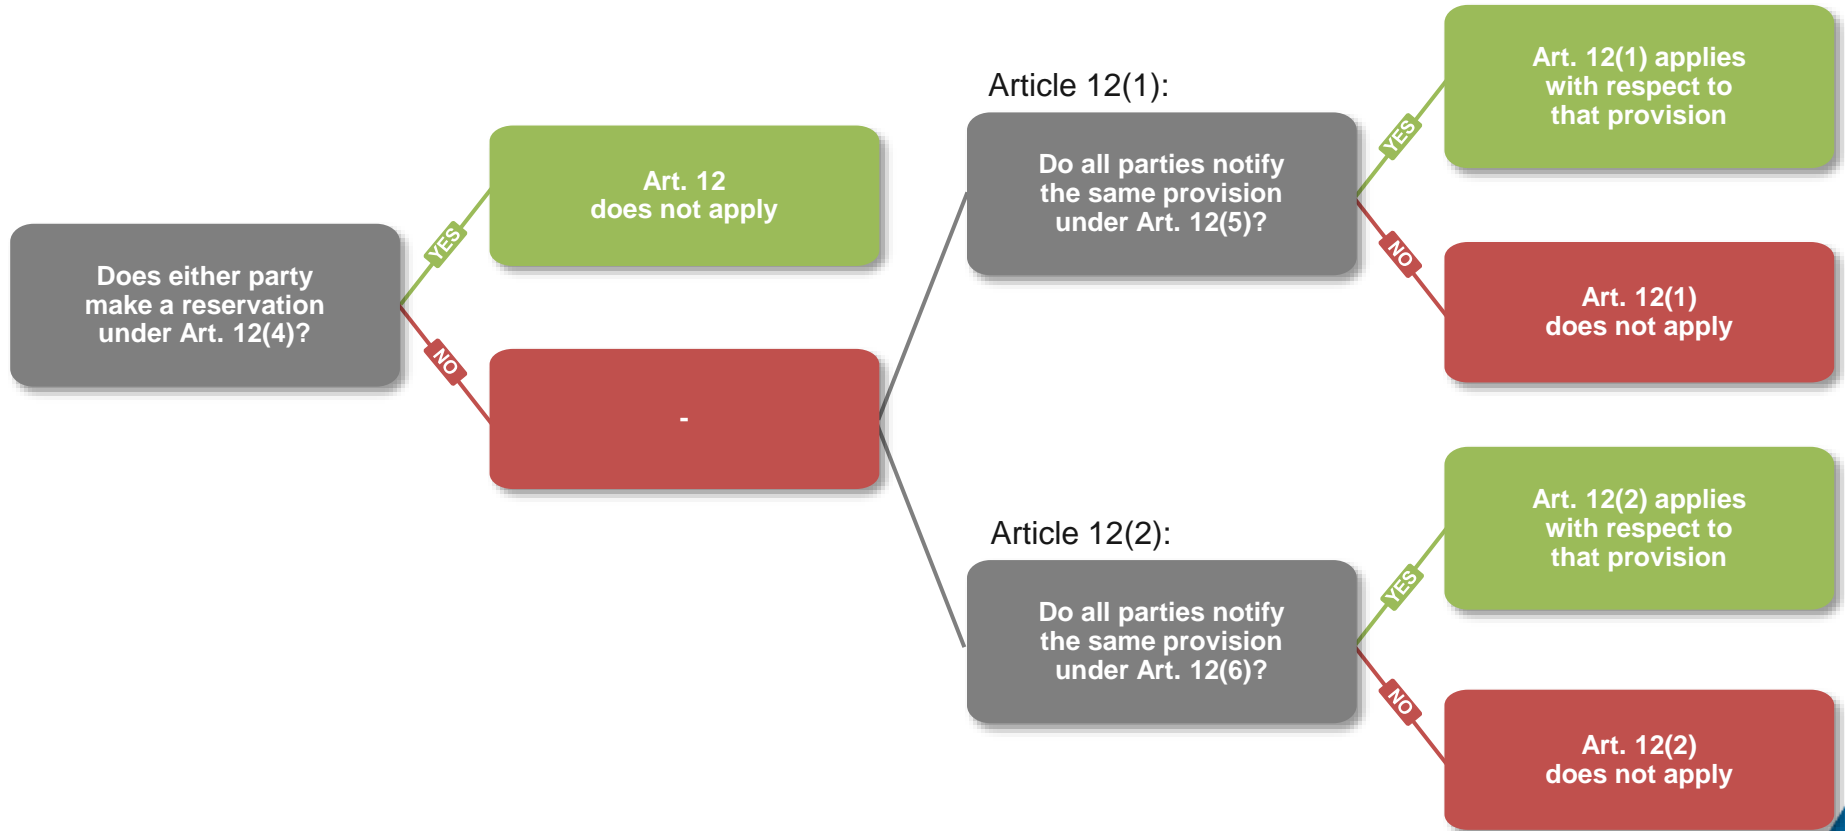 Does either party
make a reservation
under Art. 12(4)?
YES
Art. 12
does not apply
NO
-
Article 12(1):
Do all parties notify
the same provision
under Art. 12(5)?
YES
Art. 12(1) applies
with respect to
that provision
NO
Art. 12(1)
does not apply
Article 12(2):
Do all parties notify
the same provision
under Art. 12(6)?
YES
Art. 12(2) applies
with respect to
that provision
NO
Art. 12(2)
does not apply